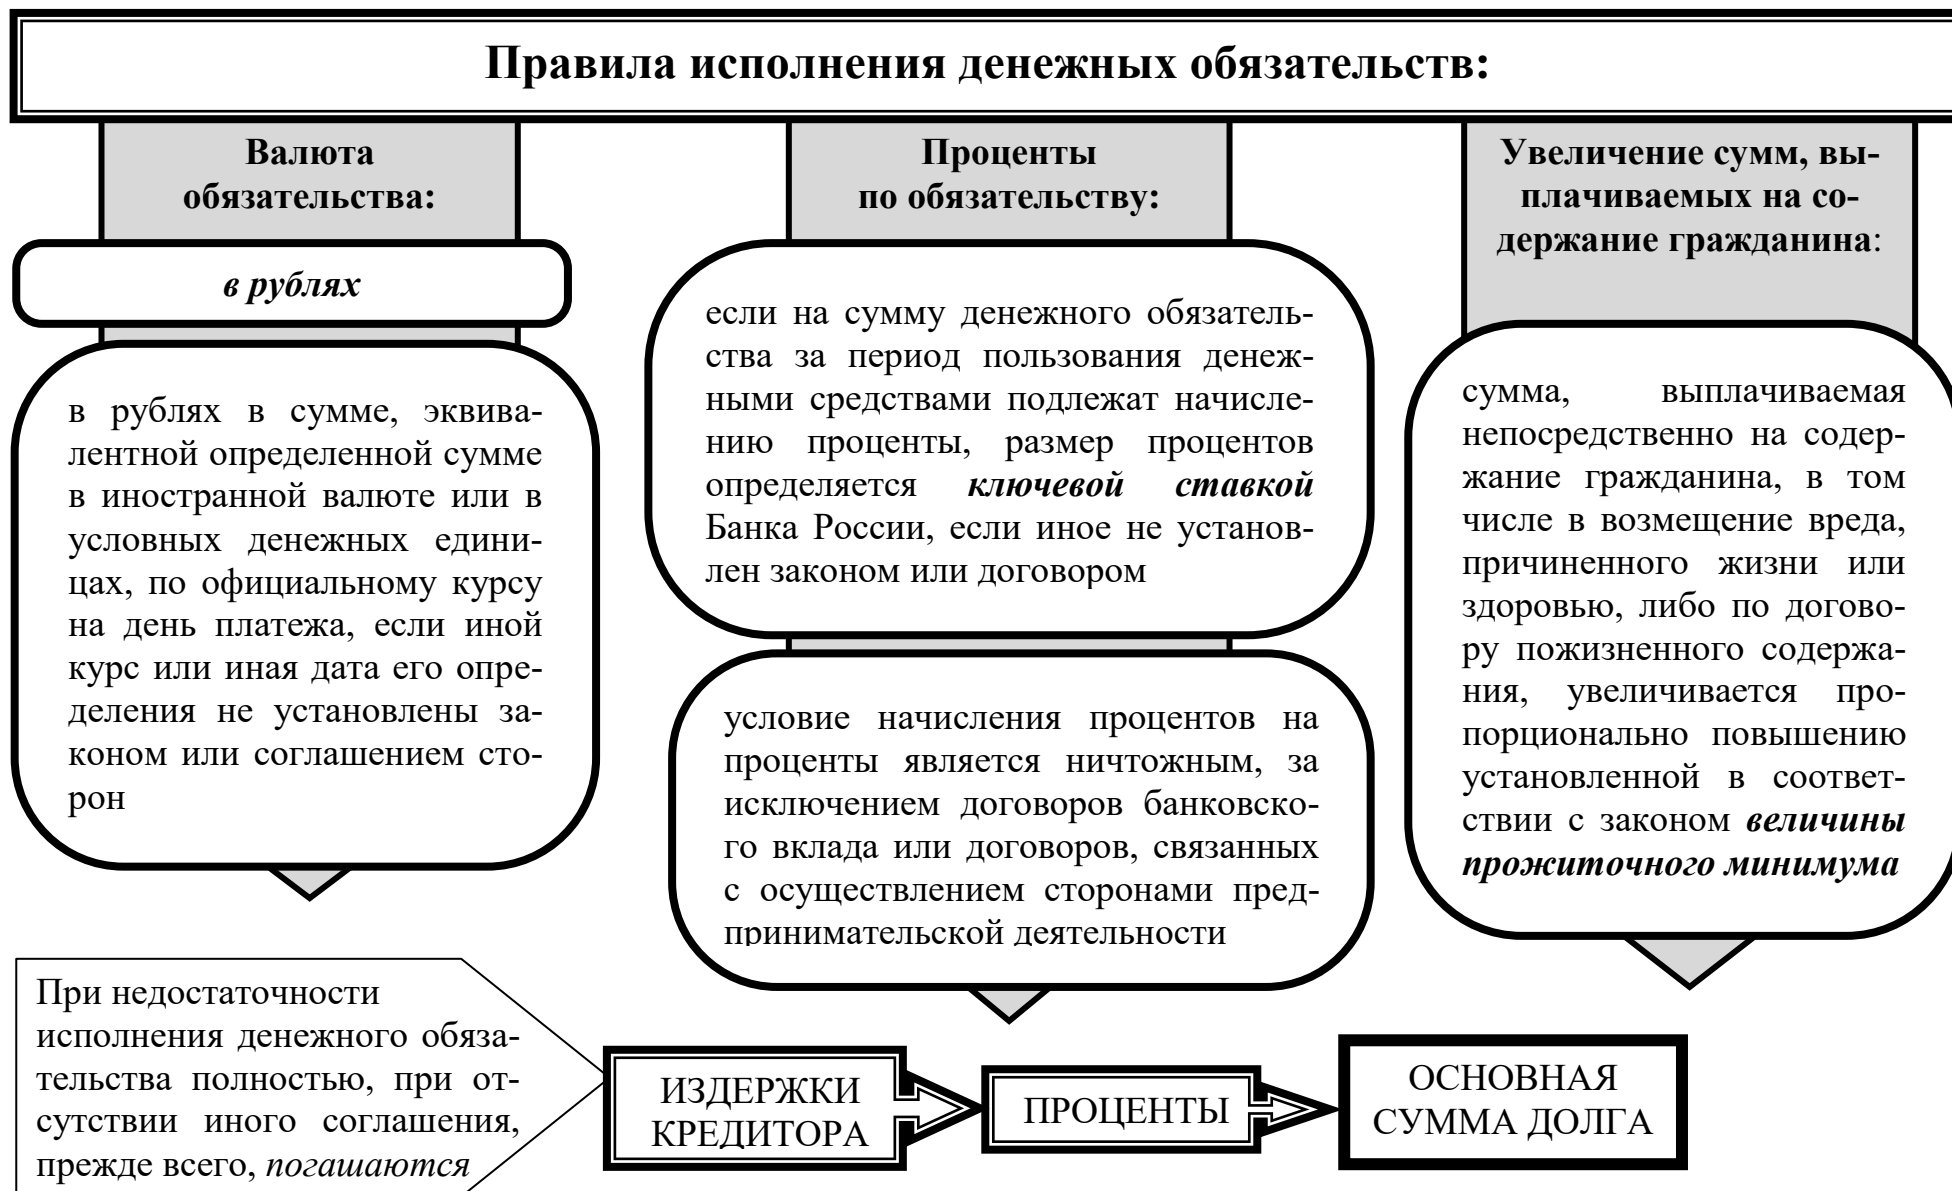 Правила исполнения денежных обязательств:
Валюта
обязательства:
в рублях
в рублях в сумме, эквива-
лентной определенной сумме
в иностранной валюте или в
условных денежных едини-
цах, по официальному курсу
на день платежа, если иной
курс или иная дата его опре-
деления не установлены за-
коном или соглашением сто-
рон
Проценты
по обязательству:
если на сумму денежного обязатель-
ства за период пользования денеж-
ными средствами подлежат начисле-
нию проценты, размер процентов
определяется ключевой ставкой
Банка России, если иное не установ-
лен законом или договором
условие начисления процентов на
проценты является ничтожным, за
исключением договоров банковско-
го вклада или договоров, связанных
с осуществлением сторонами пред-
принимательской деятельности
Увеличение сумм, вы-
плачиваемых на со-
держание гражданина:
сумма, выплачиваемая
непосредственно на содер-
жание гражданина, в том
числе в возмещение вреда,
причиненного жизни или
здоровью, либо по догово-
ру пожизненного содержа-
ния, увеличивается про-
порционально повышению
установленной в соответ-
ствии с законом величины
прожиточного минимума
При недостаточности
исполнения денежного обяза-
тельства полностью, при от-
сутствии иного соглашения,
прежде всего, погашаются
ИЗДЕРЖКИ
КРЕДИТОРА
ПРОЦЕНТЫ
ОСНОВНАЯ
СУММА ДОЛГА